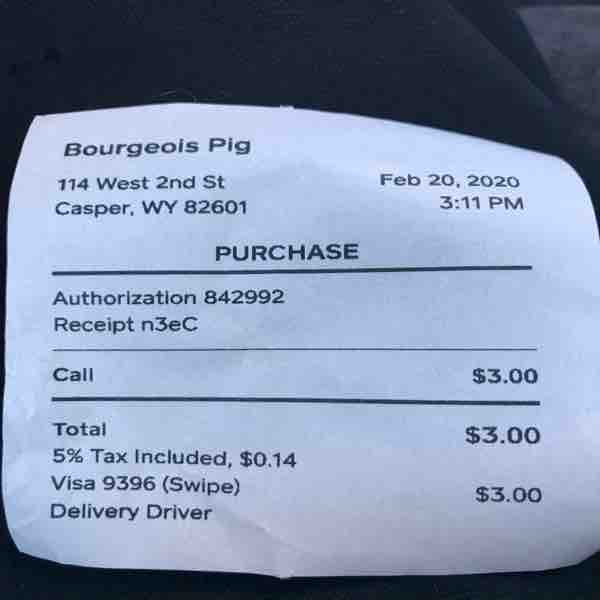 Bourgeois Pig
114 West 2nd St
Casper, WY 82601
Feb 20, 2020
3:11 PM
PURCHASE
Authorization 842992
Receipt n3eC
Call $3.00
Total $3.00
5% Tax Included, $0.14
Visa 9396 (Swipe) $3.00
Delivery Driver